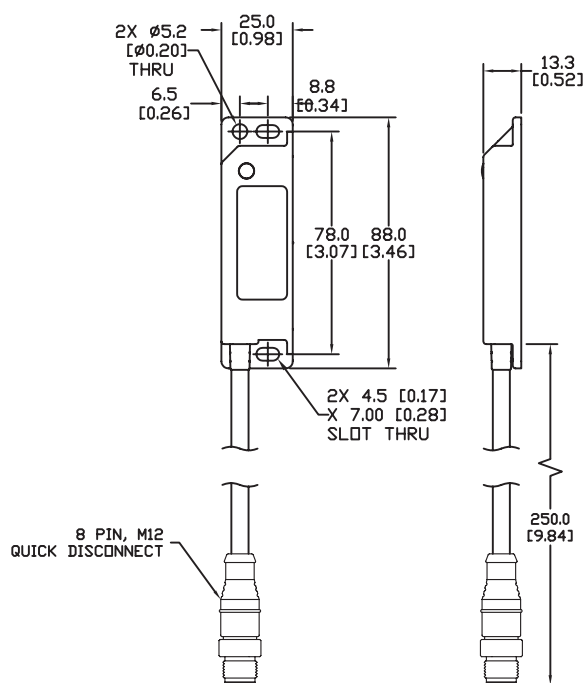 2X Ø5.2
[Ø0.20]
THRU
25.0
[0.98]
6.5
[0.26]
8.8
[0.34]
13.3
[0.52]
78.0
[3.07]
88.0
[3.46]
2X 4.5 [0.17]
X 7.00 [0.28]
SLOT THRU
250.0
[9.84]
8 PIN, M12
QUICK DISCONNECT